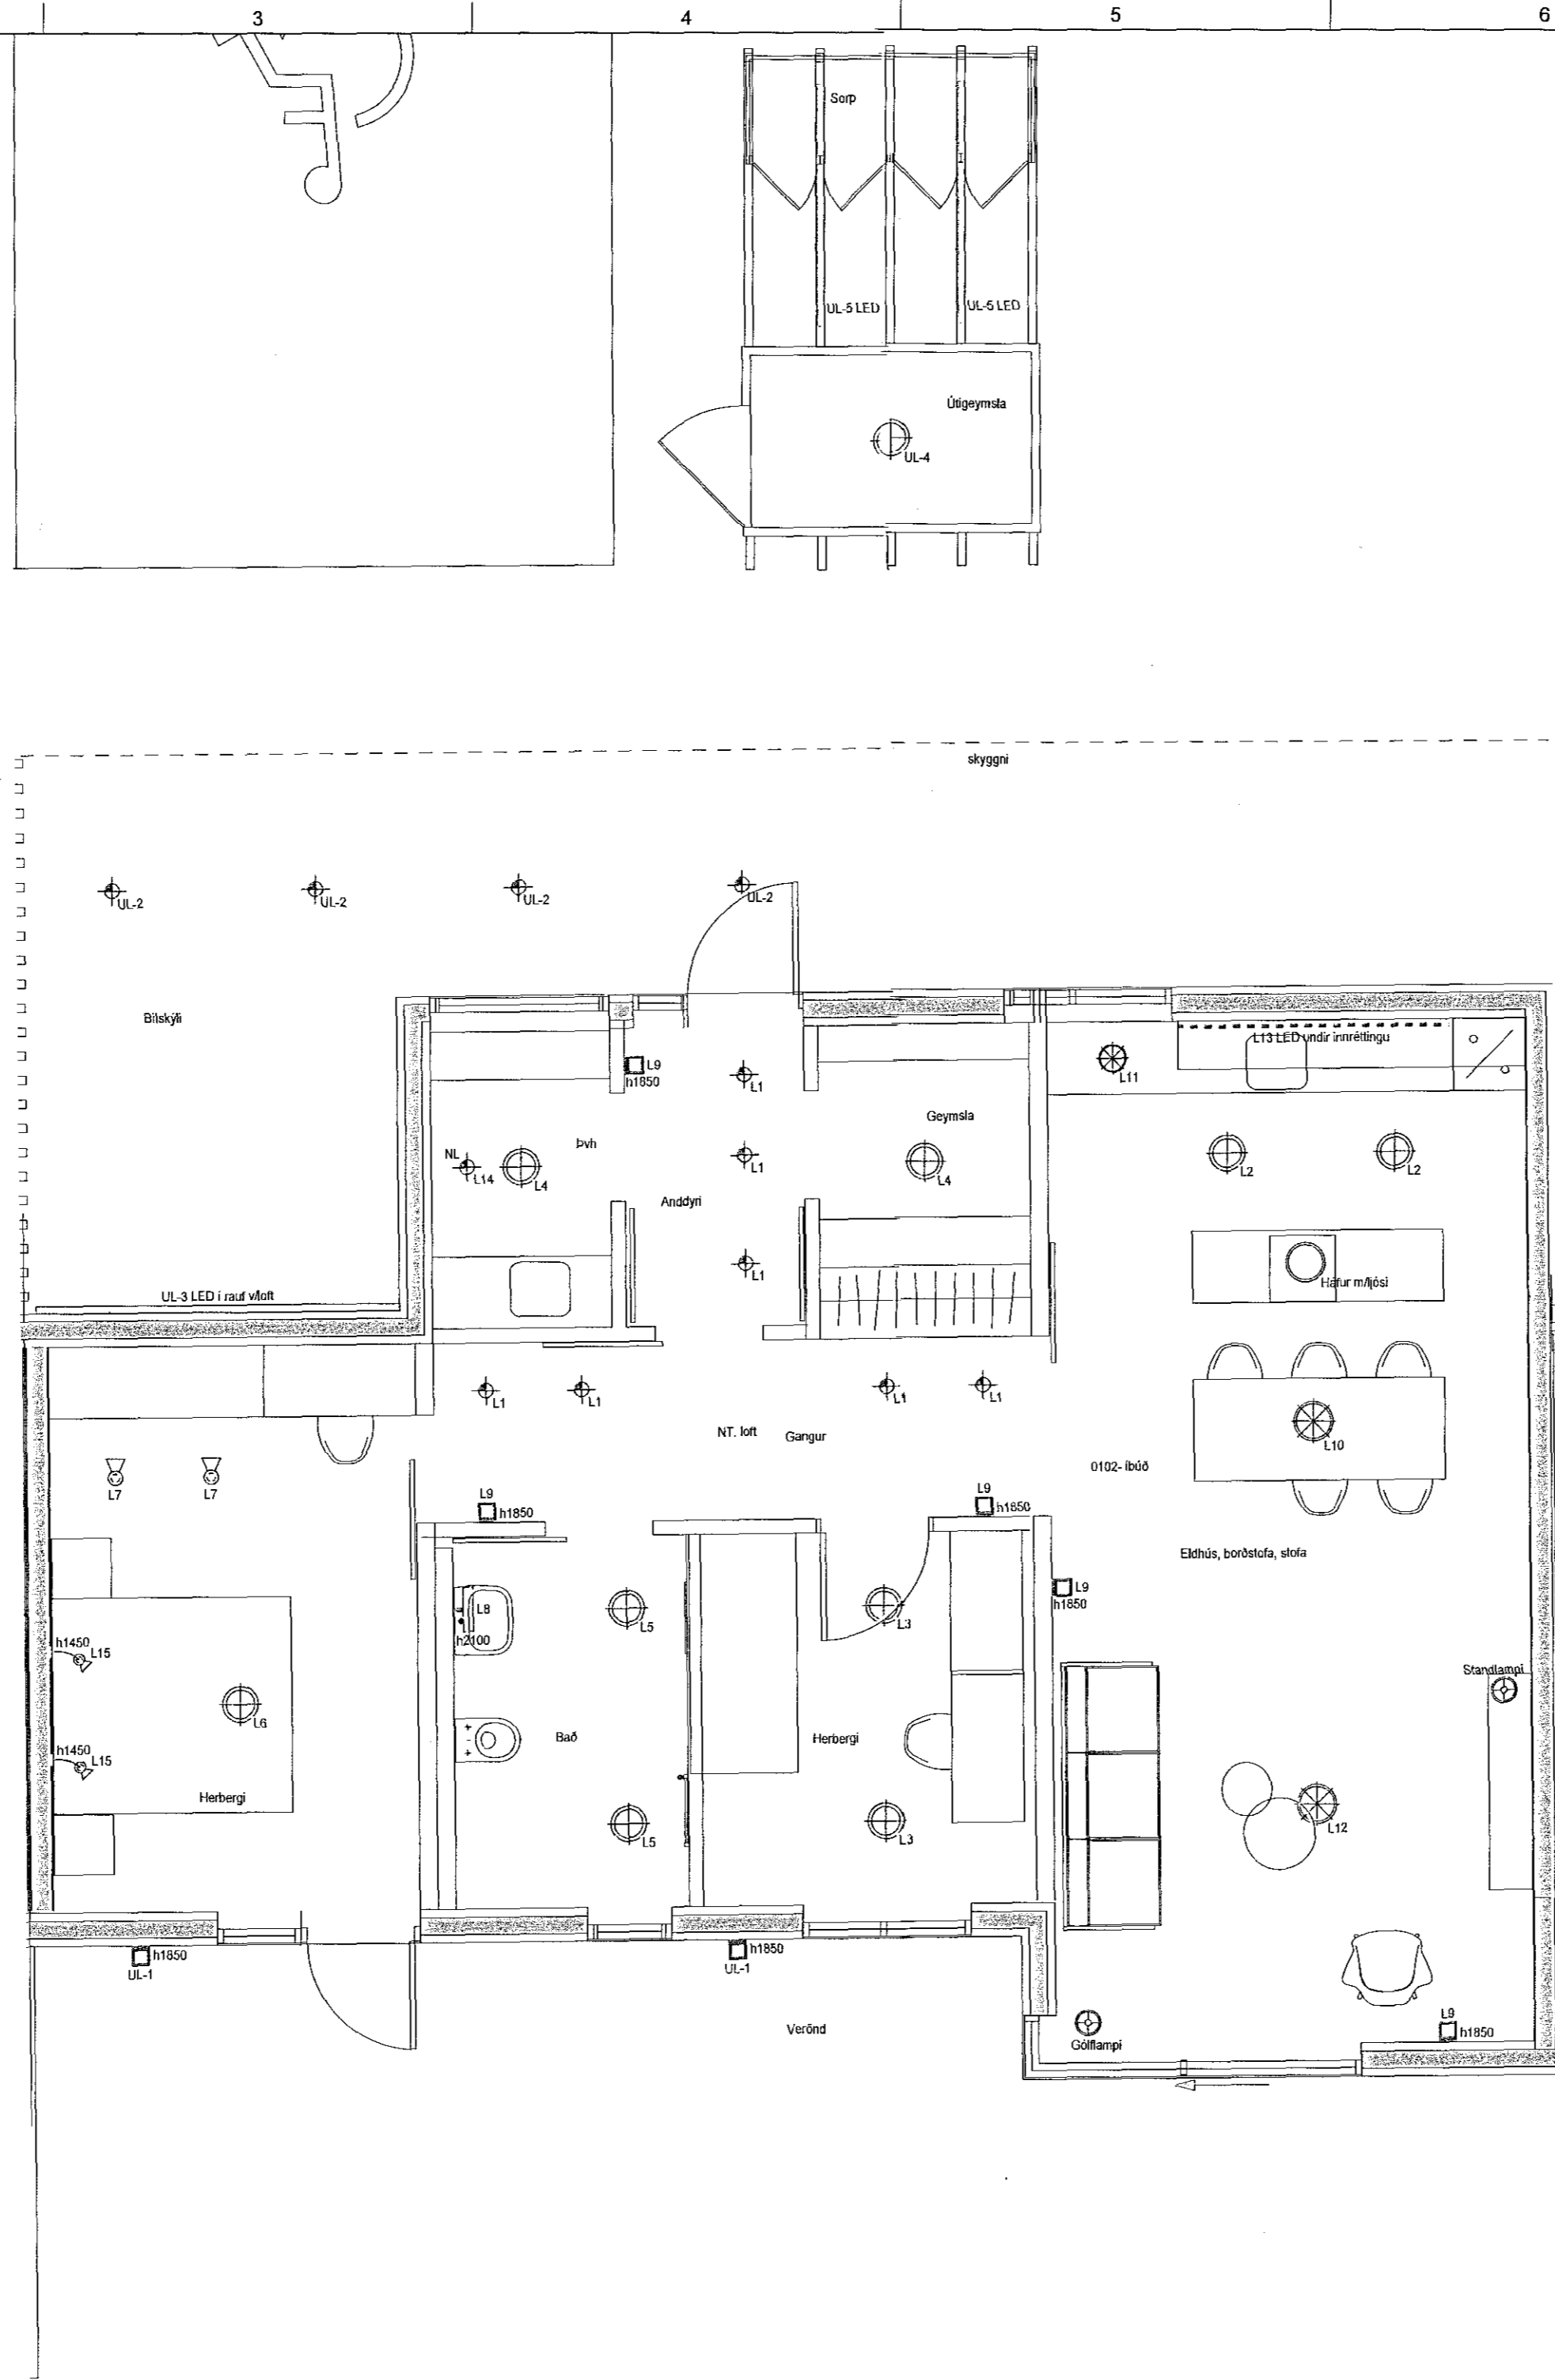 3 4 5 6
Sorp
UL-5 LED UL-5 LED
Útigeymsla
UL-4
skyggni
UL-2 UL-2 UL-2 UL-2
Bílskýli
L13 LED undir innréttingu
L9
h1850
L1
L11
Geymsla
Þvh
NL
L14
L4
L1
L4
L2
L2
Anddyri
L1
Háfur m/ljósi
UL-3 LED í rauf v/loft
L1 L1 L1 L1
NT. loft Gangur
L10
0102- íbúð
L7 L7
L9
h1850
L9
h1850
Eldhús, borðstofa, stofa
L9
h1850
L8
h2100
L5
L3
h1450
L15
Standlampi
L6
Bað
Herbergi
h1450
L15
Herbergi
L12
L5
L3
h1850
UL-1
h1850
UL-1
Verönd
Gólflampi
L9
h1850